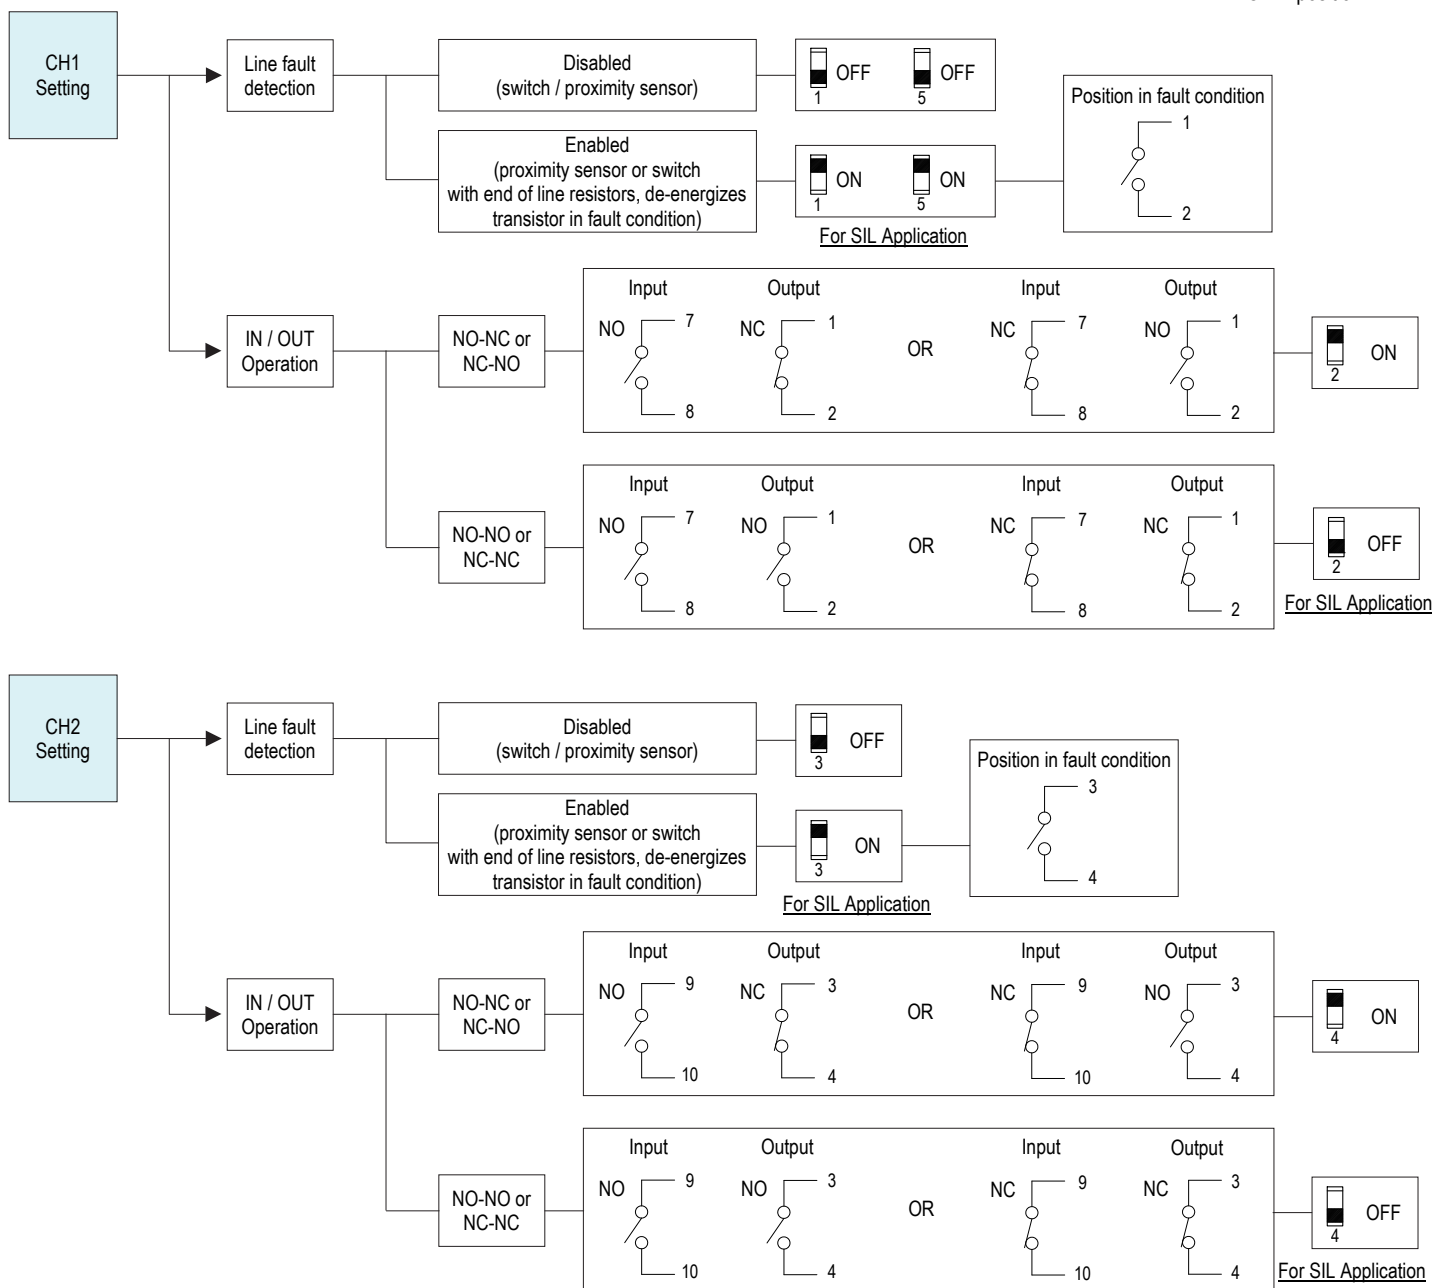 CH1
Setting
Line fault
detection
Disabled
(switch / proximity sensor)
1
OFF
5
OFF
Enabled
(proximity sensor or switch
with end of line resistors, de-energizes
transistor in fault condition)
1
ON
5
ON
For SIL Application
Position in fault condition
1
2
IN / OUT
Operation
NO-NC or
NC-NO
Input
NO
7
8
Output
NC
1
2
OR
Input
NC
7
8
Output
NO
1
2
2
ON
NO-NO or
NC-NC
Input
NO
7
8
Output
NO
1
2
OR
Input
NC
7
8
Output
NC
1
2
2
OFF
For SIL Application
CH2
Setting
Line fault
detection
Disabled
(switch / proximity sensor)
3
OFF
Enabled
(proximity sensor or switch
with end of line resistors, de-energizes
transistor in fault condition)
3
ON
For SIL Application
Position in fault condition
3
4
IN / OUT
Operation
NO-NC or
NC-NO
Input
NO
9
10
Output
NC
3
4
OR
Input
NC
9
10
Output
NO
3
4
4
ON
NO-NO or
NC-NC
Input
NO
9
10
Output
NO
3
4
OR
Input
NC
9
10
Output
NC
3
4
4
OFF
For SIL Application